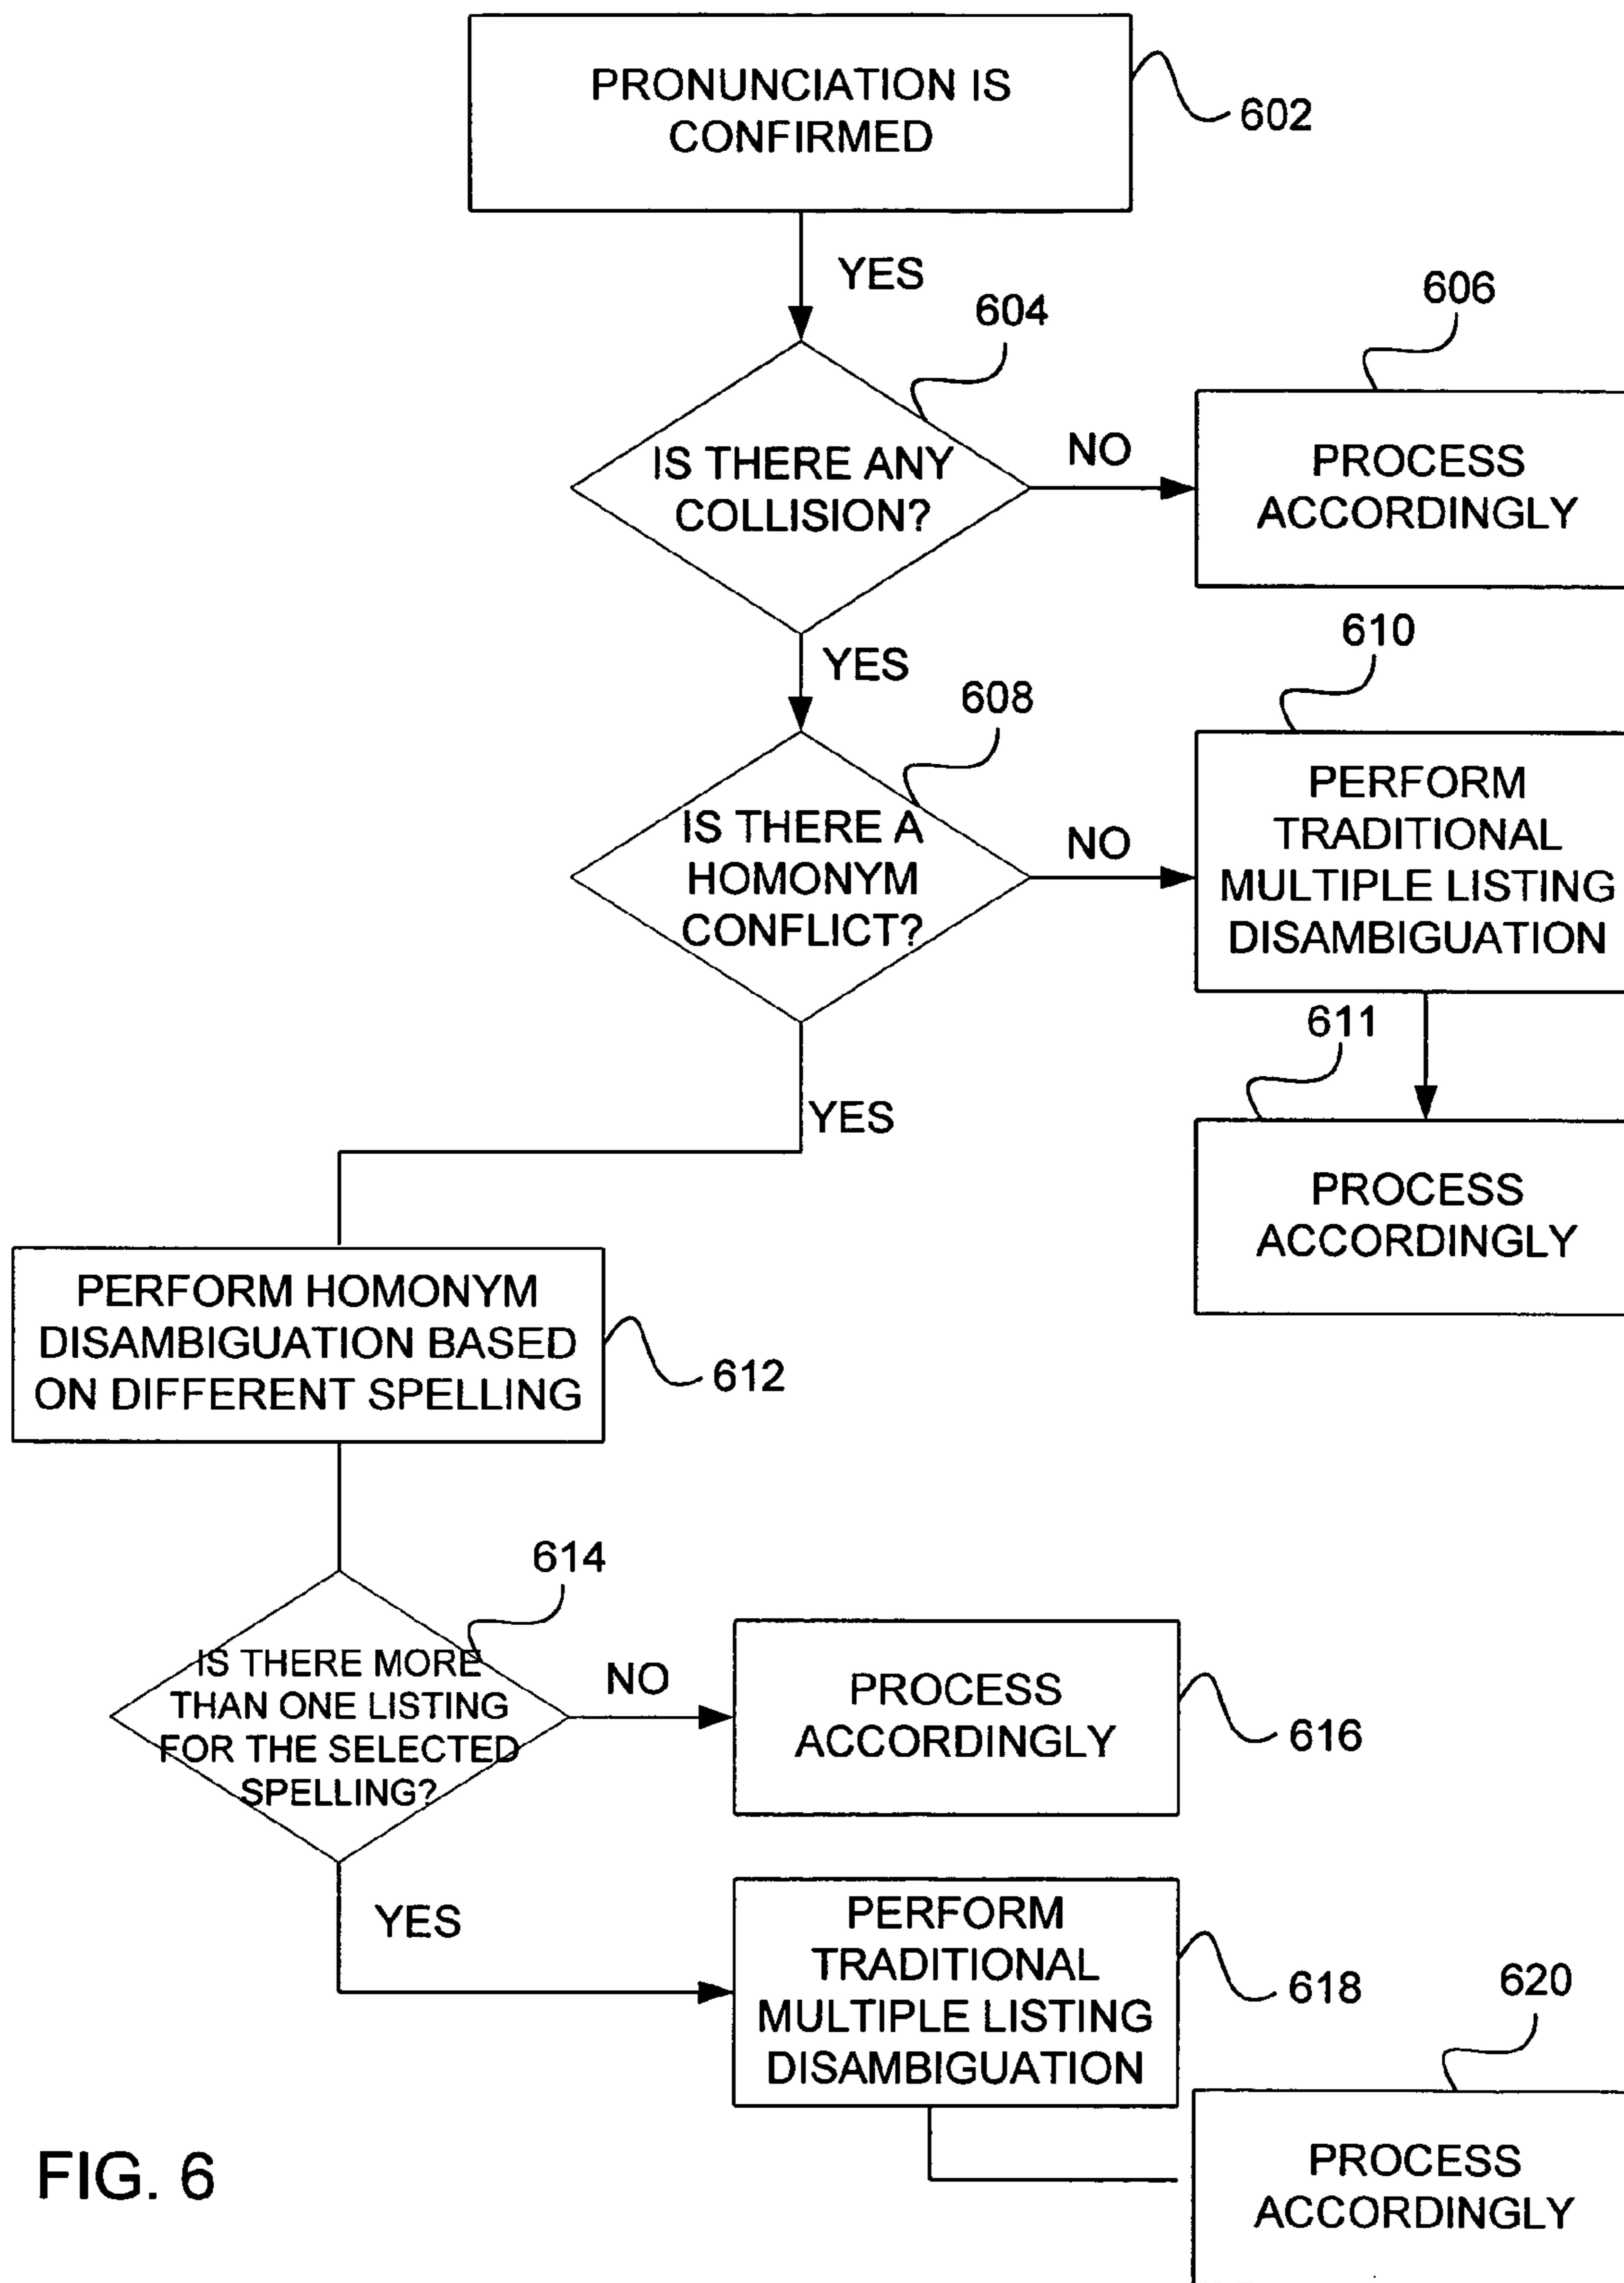 PRONUNCIATION IS
CONFIRMED
602
YES
604
606
IS THERE ANY
COLLISION?
NO
PROCESS
ACCORDINGLY
YES
608
610
IS THERE A
HOMONYM
CONFLICT?
NO
PERFORM
TRADITIONAL
MULTIPLE LISTING
DISAMBIGUATION
YES
611
PROCESS
ACCORDINGLY
PERFORM HOMONYM
DISAMBIGUATION BASED
ON DIFFERENT SPELLING
612
614
IS THERE MORE
THAN ONE LISTING
FOR THE SELECTED
SPELLING?
NO
PROCESS
ACCORDINGLY
616
YES
PERFORM
TRADITIONAL
MULTIPLE LISTING
DISAMBIGUATION
618
620
PROCESS
ACCORDINGLY
FIG. 6